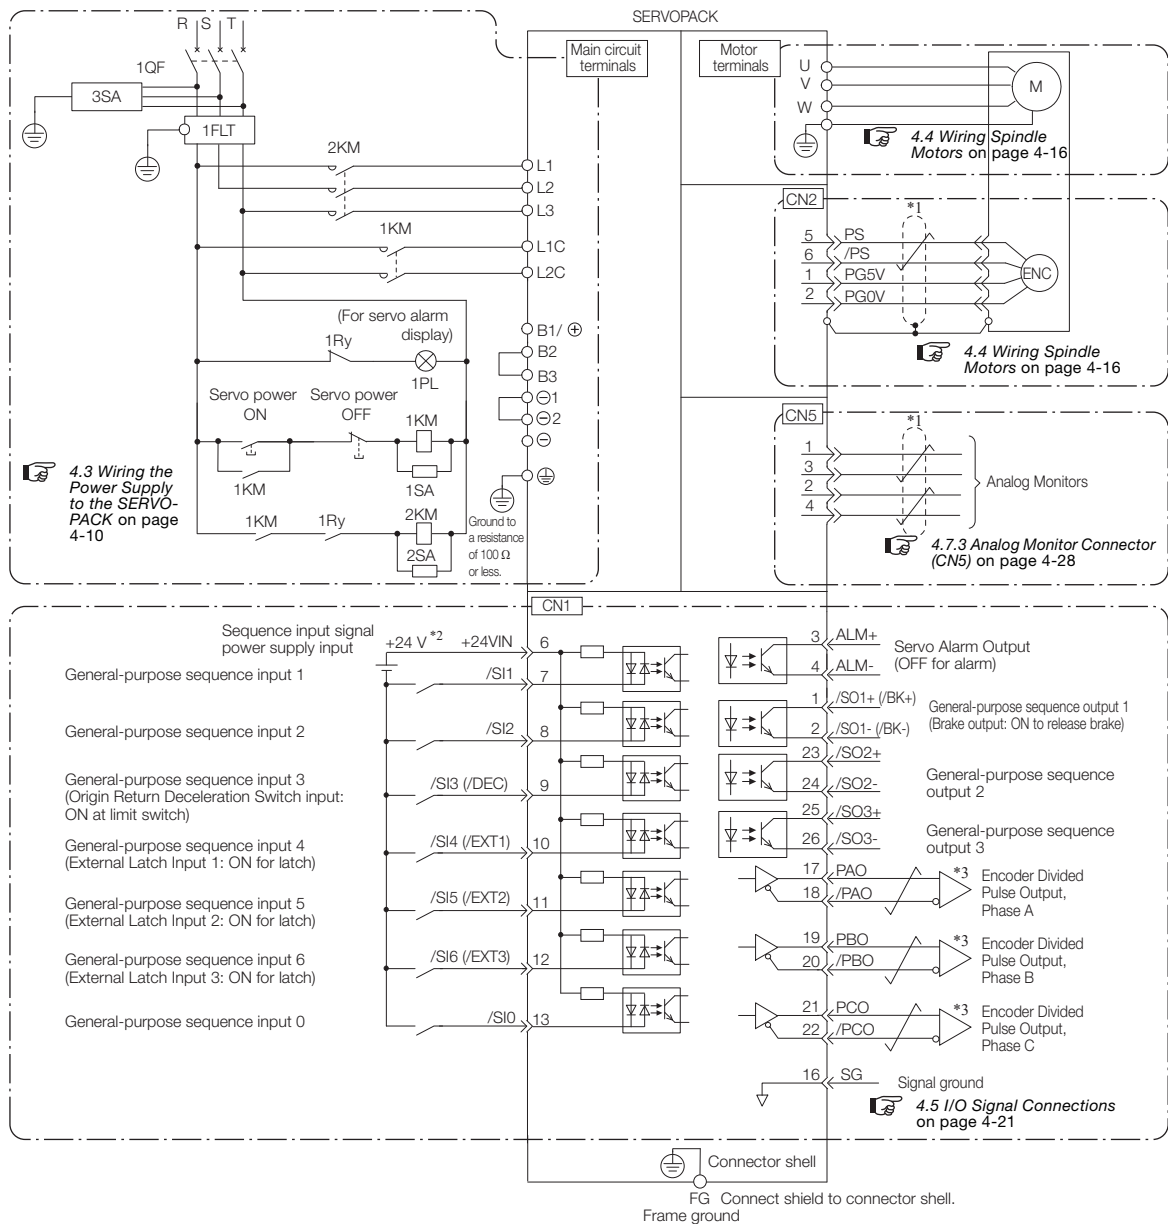 SERVOPACK
R S T
1QF
3SA
1FLT
2KM
1KM
Main circuit
terminals
L1
L2
L3
L1C
L2C
B1/ ⊕
B2
B3
⊖1
⊖2
⊖
(For servo alarm
display)
1Ry
1PL
Servo power
ON
Servo power
OFF
1KM
1KM
1SA
1KM
1Ry
2KM
2SA
Ground to
a resistance
of 100 Ω
or less.
4.3 Wiring the
Power Supply
to the SERVO-
PACK on page
4-10
Motor
terminals
U
V
W
M
4.4 Wiring Spindle
Motors on page 4-16
CN2
*1
5 PS
6 /PS
1 PG5V
2 PG0V
ENC
4.4 Wiring Spindle
Motors on page 4-16
CN5
*1
1
3
2
4
Analog Monitors
4.7.3 Analog Monitor Connector
(CN5) on page 4-28
CN1
Sequence input signal
power supply input
+24 V *2
+24VIN 6
General-purpose sequence input 1
/SI1 7
General-purpose sequence input 2
/SI2 8
General-purpose sequence input 3
(Origin Return Deceleration Switch input:
ON at limit switch)
/SI3 (/DEC) 9
General-purpose sequence input 4
(External Latch Input 1: ON for latch)
/SI4 (/EXT1) 10
General-purpose sequence input 5
(External Latch Input 2: ON for latch)
/SI5 (/EXT2) 11
General-purpose sequence input 6
(External Latch Input 3: ON for latch)
/SI6 (/EXT3) 12
General-purpose sequence input 0
/SI0 13
3 ALM+
4 ALM-
Servo Alarm Output
(OFF for alarm)
1 /SO1+ (/BK+)
2 /SO1- (/BK-)
General-purpose sequence output 1
(Brake output: ON to release brake)
23 /SO2+
24 /SO2-
General-purpose sequence
output 2
25 /SO3+
26 /SO3-
General-purpose sequence
output 3
17 PAO
18 /PAO
*3 Encoder Divided
Pulse Output,
Phase A
19 PBO
20 /PBO
*3 Encoder Divided
Pulse Output,
Phase B
21 PCO
22 /PCO
*3 Encoder Divided
Pulse Output,
Phase C
16 SG
Signal ground
4.5 I/O Signal Connections
on page 4-21
Connector shell
FG Connect shield to connector shell.
Frame ground